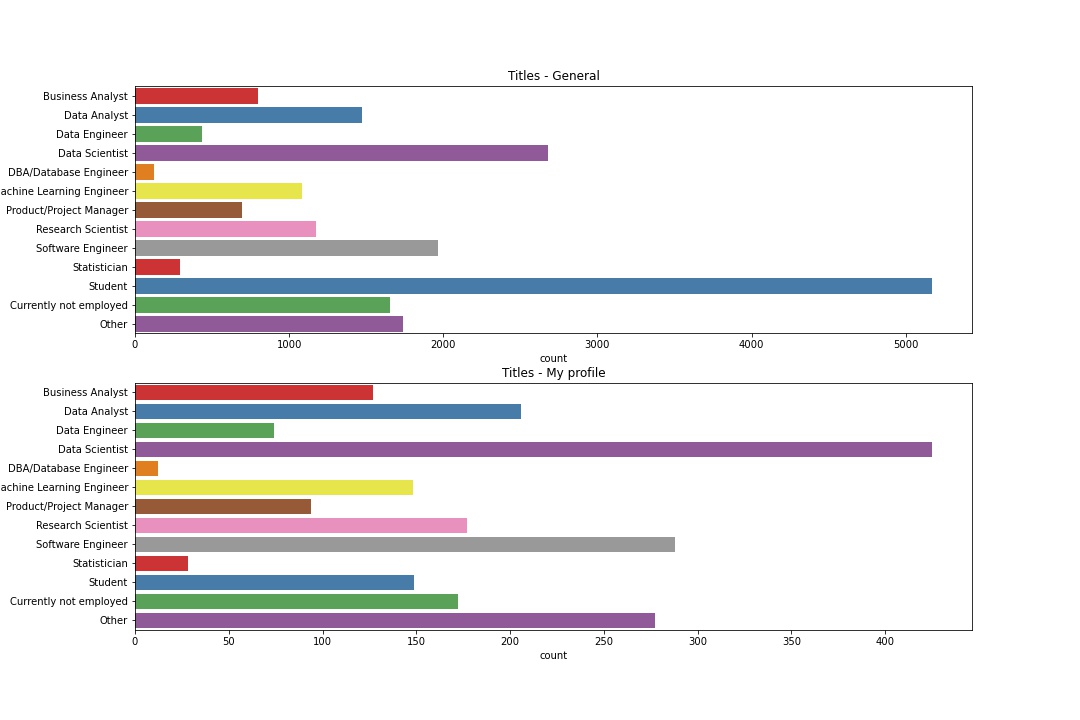 Titles - General
Business Analyst
Data Analyst
Data Engineer
Data Scientist
DBA/Database Engineer
achine Learning Engineer
Product/Project Manager
Research Scientist
Software Engineer
Statistician
Student
Currently not employed
Other
0 1000 2000 3000 4000 5000
count
Titles - My profile
Business Analyst
Data Analyst
Data Engineer
Data Scientist
DBA/Database Engineer
achine Learning Engineer
Product/Project Manager
Research Scientist
Software Engineer
Statistician
Student
Currently not employed
Other
0 50 100 150 200 250 300 350 400
count